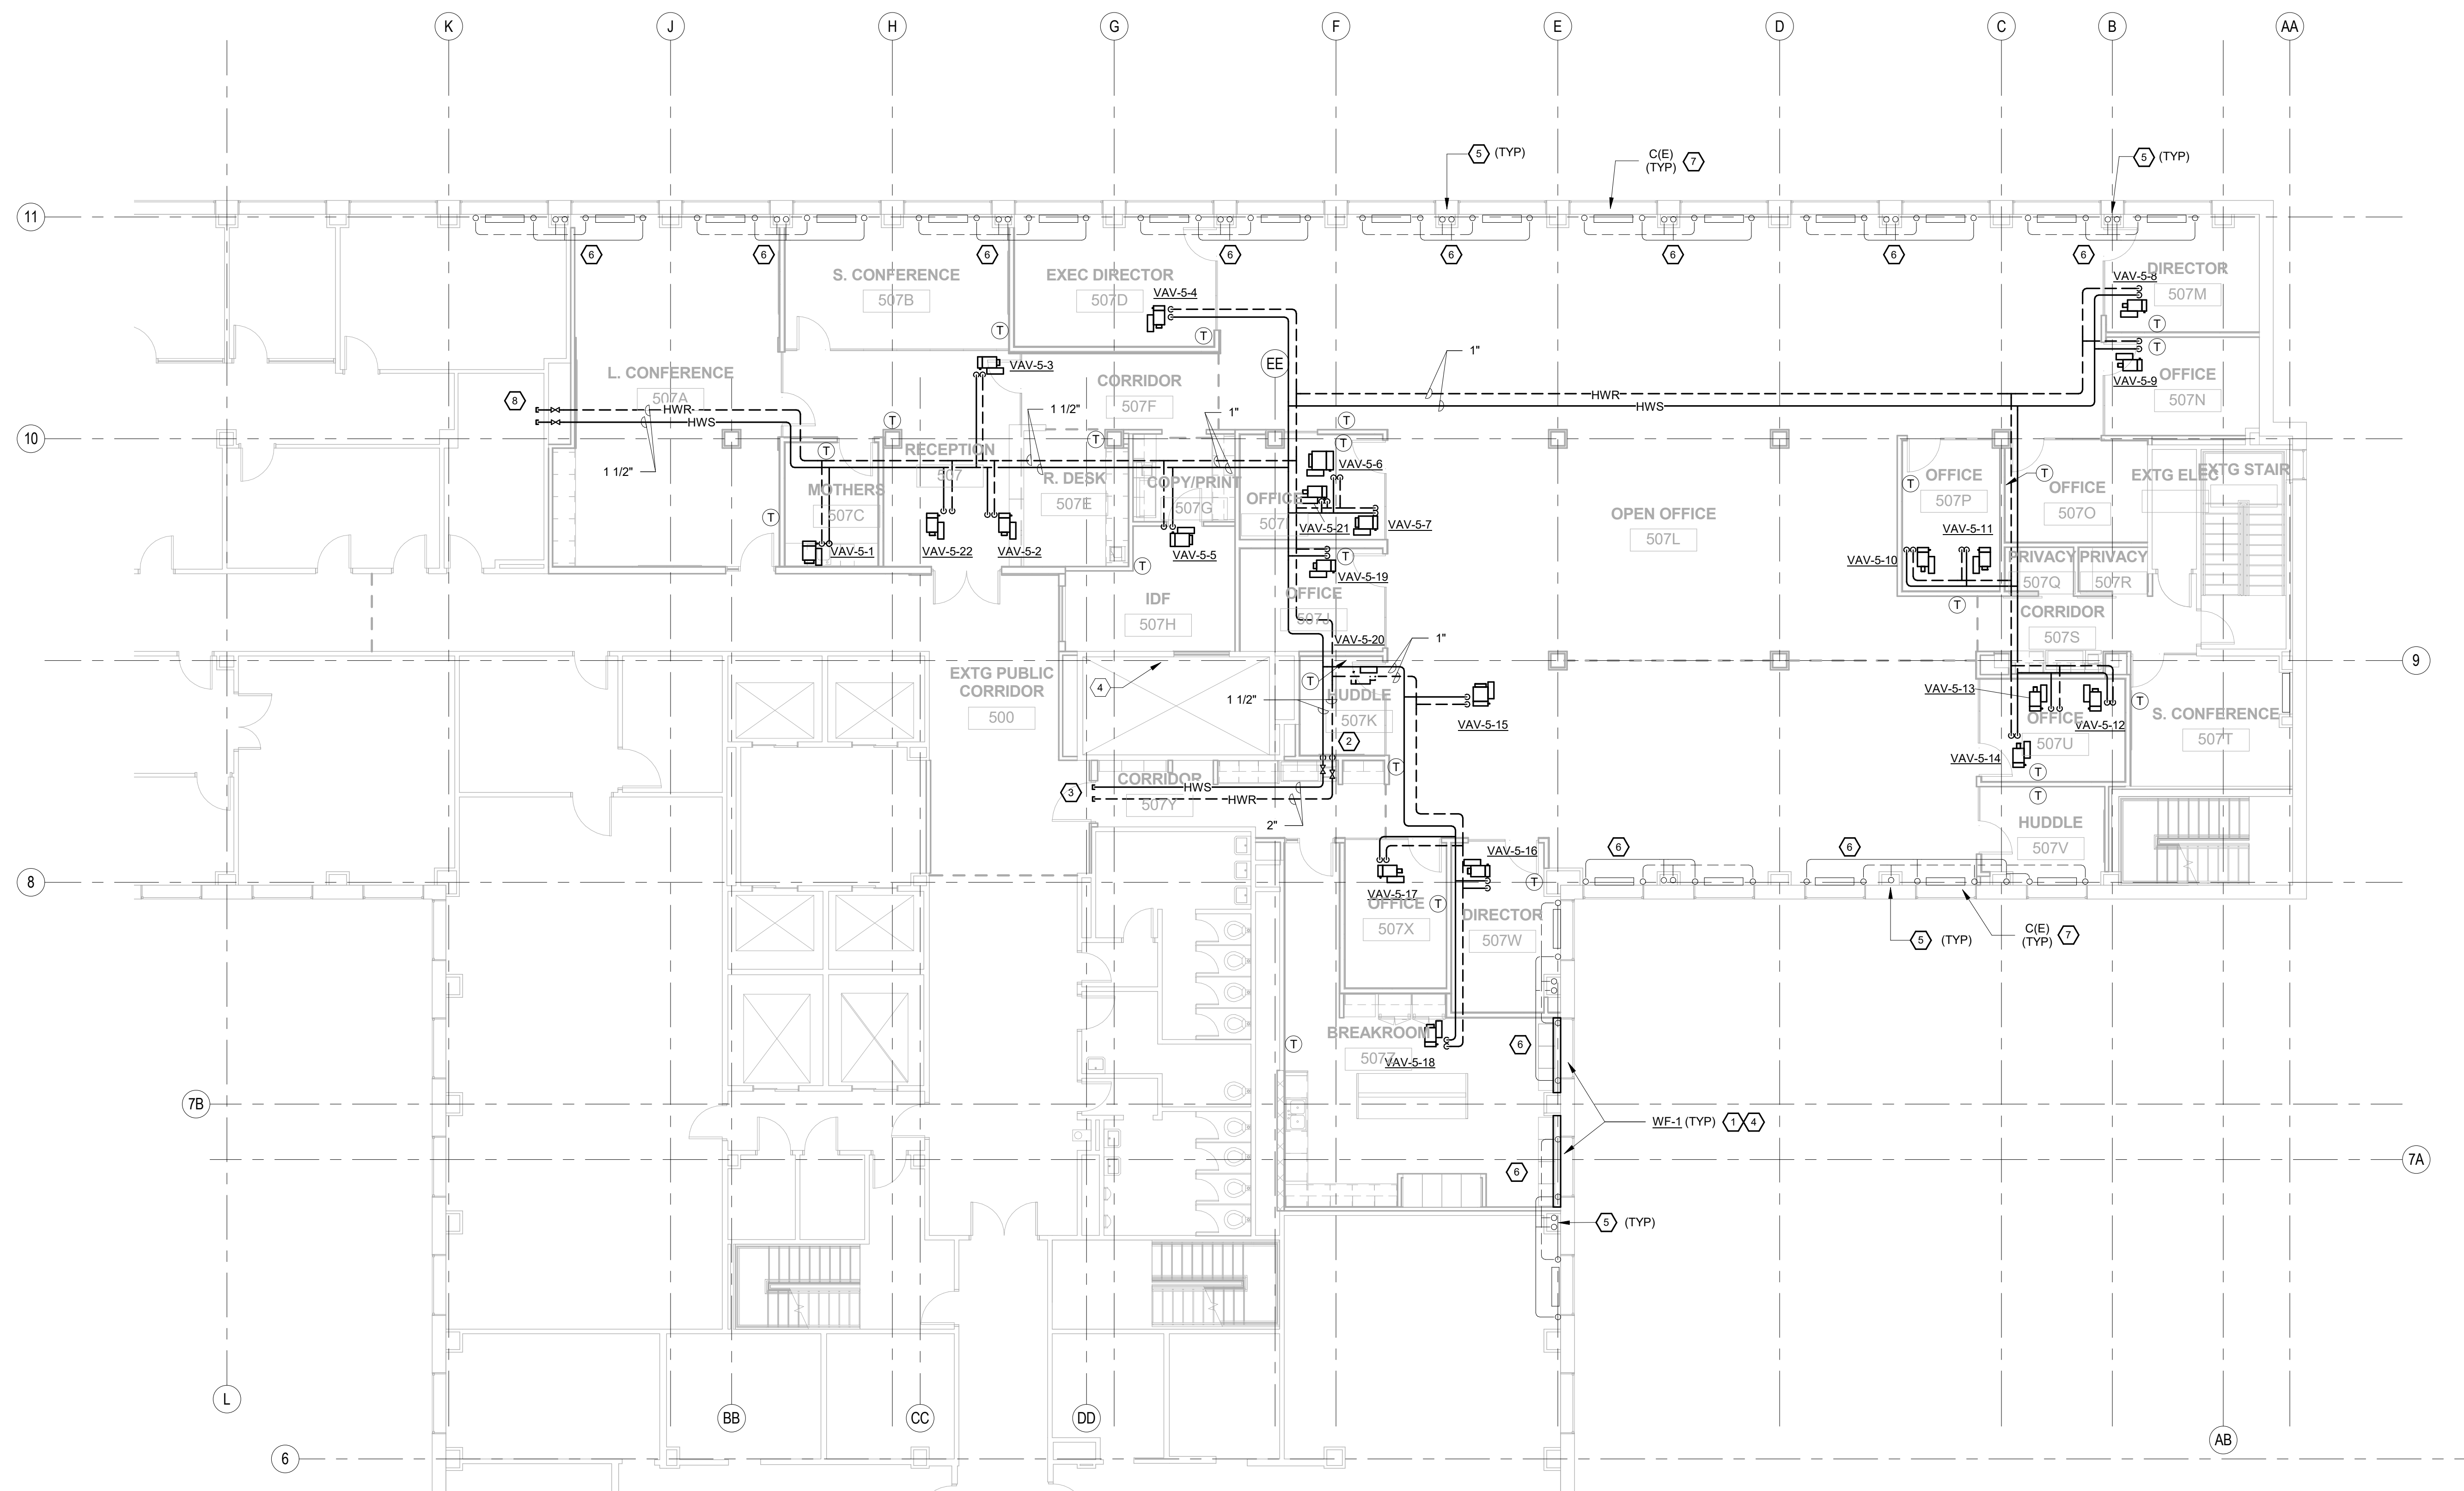 K
J
H
G
F
E
D
C
B
AA
5 (TYP)
C(E)
(TYP) 7
5 (TYP)
11
6
6
6
6
6
6
6
6
S. CONFERENCE
507B
EXEC DIRECTOR
507D
VAV-5-4
VAV-5-8
DIRECTOR
507M
T
T
T
T
EE
1"
VAV-5-3
L. CONFERENCE
507A
CORRIDOR
507F
VAV-5-9
OFFICE
507N
8
HWR
HWS
HWR
HWS
1 1/2"
1"
T
T
T
T
T
10
1 1/2"
RECEPTION
507
R. DESK
507E
COPY/PRINT
507G
VAV-5-6
OFFICE
507I
MOTHERS
507C
T
OPEN OFFICE
507L
OFFICE
507P
T
T
OFFICE
507O
EXTG ELEC
EXTG STAIR
VAV-5-21
VAV-5-7
VAV-5-11
VAV-5-1
VAV-5-22
VAV-5-2
VAV-5-5
VAV-5-10
PRIVACY
507Q
PRIVACY
507R
T
T
VAV-5-19
IDF
507H
OFFICE
507J
T
CORRIDOR
507S
VAV-5-20
1"
9
EXTG PUBLIC
CORRIDOR
500
4
T
HUDDLE
507K
1 1/2"
VAV-5-15
VAV-5-13
OFFICE
507U
VAV-5-12
T
S. CONFERENCE
507T
2
VAV-5-14
T
T
CORRIDOR
507Y
3
HWS
HWR
2"
T
HUDDLE
507V
6
6
VAV-5-16
8
VAV-5-17
OFFICE
507X
T
T
DIRECTOR
507W
5 (TYP)
C(E)
(TYP) 7
BREAKROOM
507Z
VAV-5-18
T
6
7B
WF-1 (TYP) 1 4
7A
6
5 (TYP)
L
BB
CC
DD
AB
6